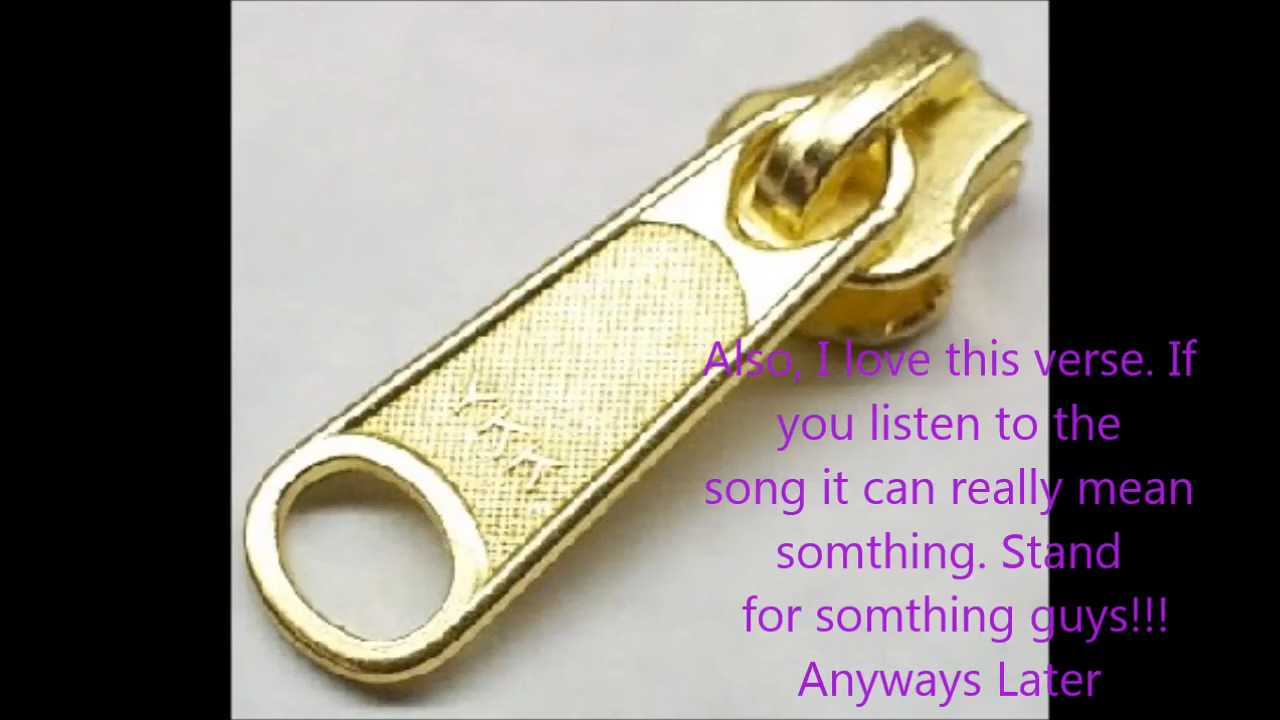 YKK
Also, I love this verse. If
you listen to the
song it can really mean
somthing. Stand
for somthing guys!!!
Anyways Later